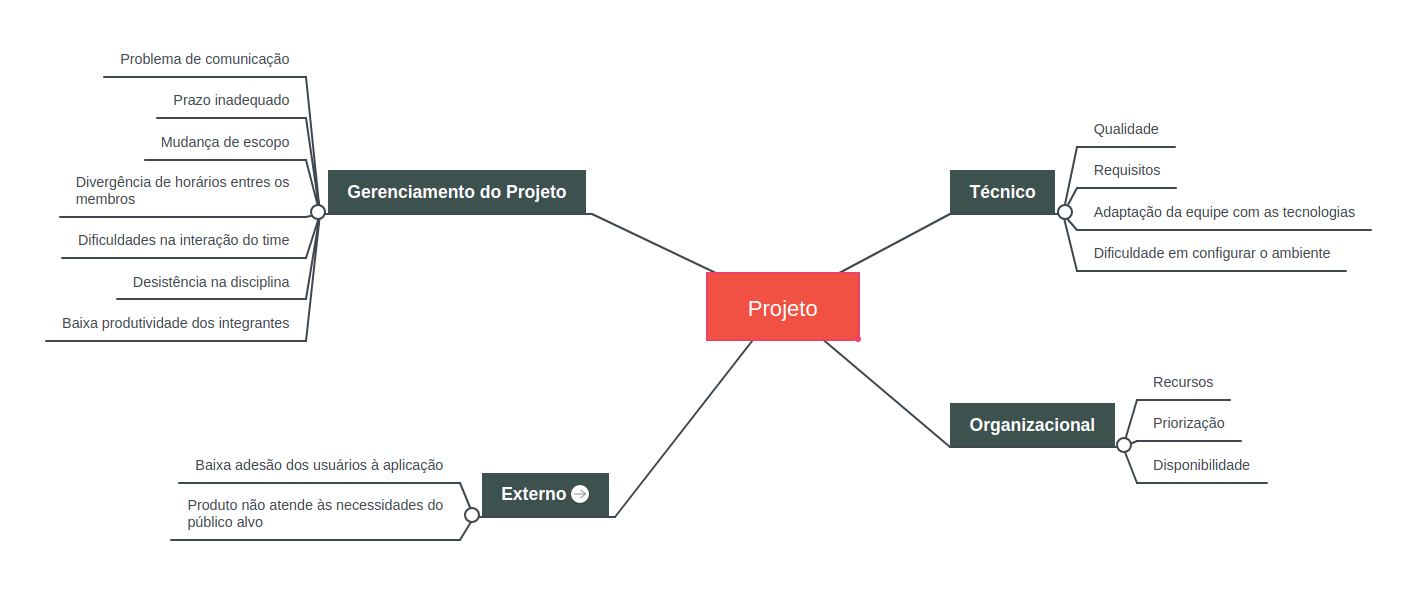 Problema de comunicação
Prazo inadequado
Mudança de escopo
Divergência de horários entres os
membros
Dificuldades na interação do time
Desistência na disciplina
Baixa produtividade dos integrantes
Gerenciamento do Projeto
Técnico
Qualidade
Requisitos
Adaptação da equipe com as tecnologias
Dificuldade em configurar o ambiente
Projeto
Organizacional
Recursos
Priorização
Disponibilidade
Baixa adesão dos usuários à aplicação
Produto não atende às necessidades do
público alvo
Externo